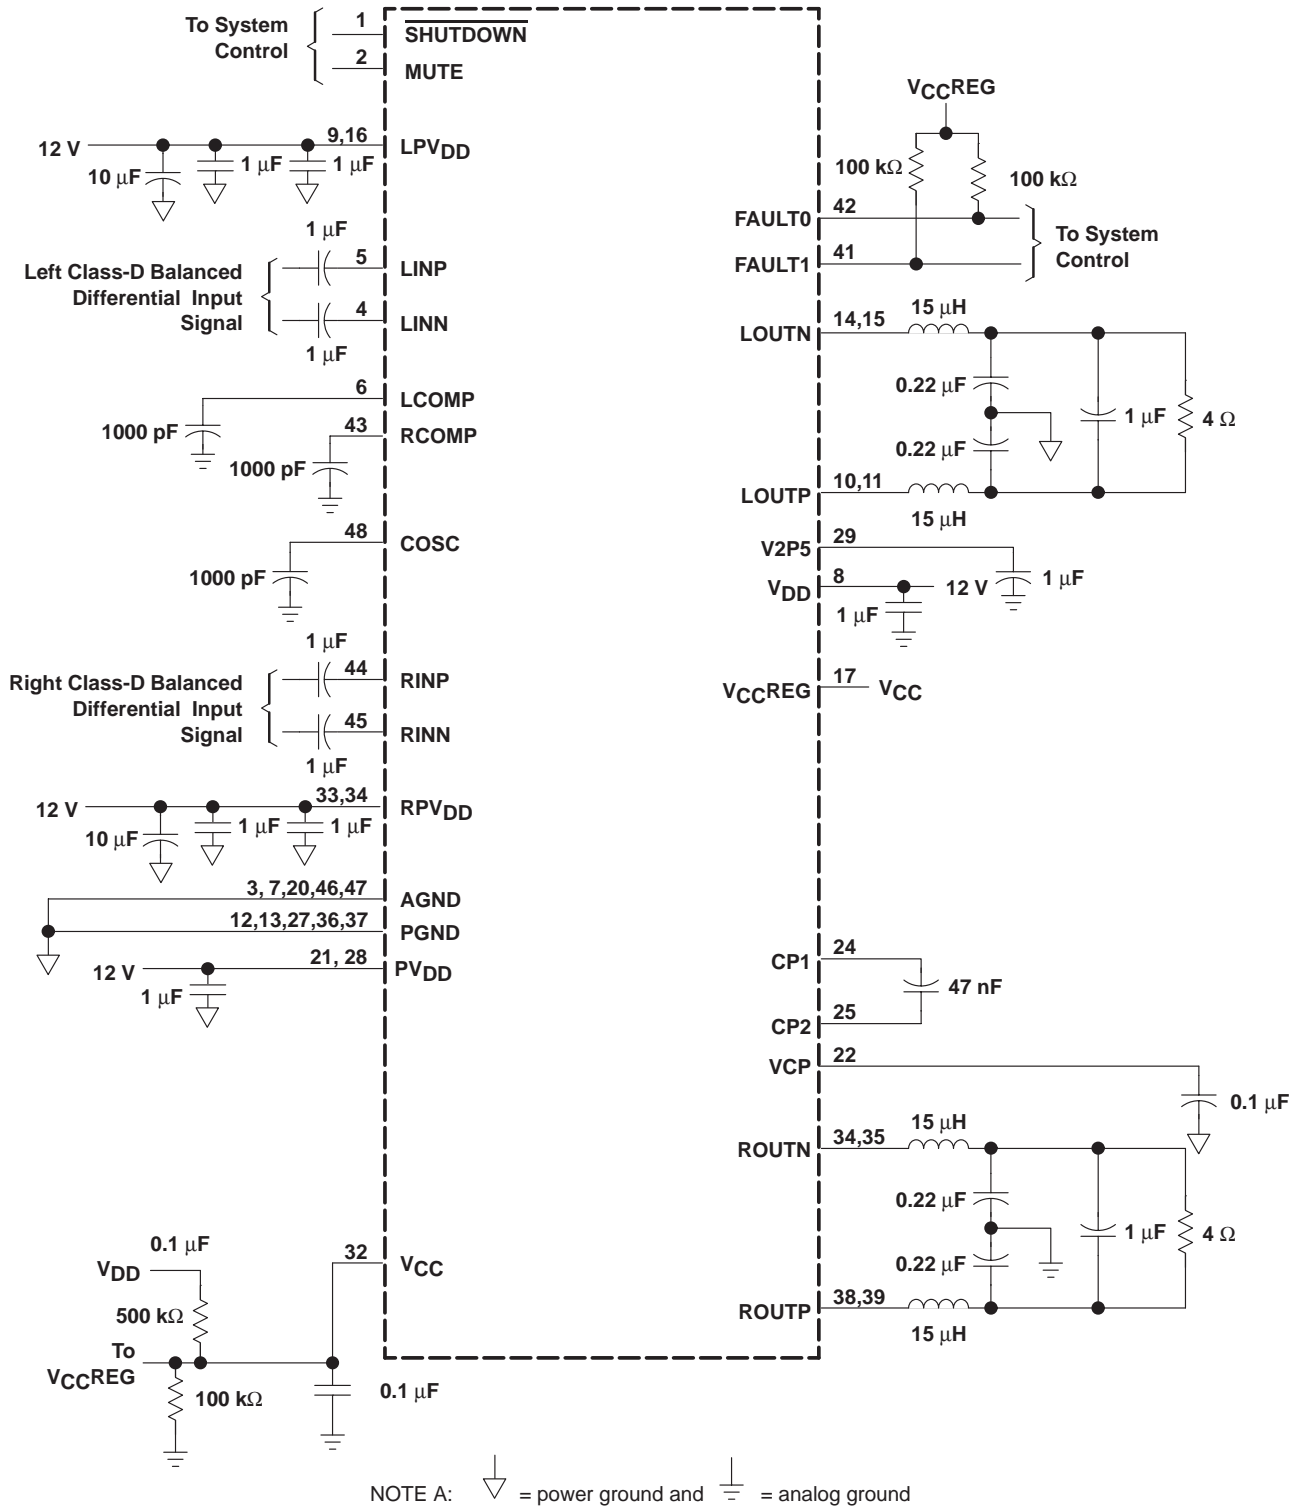 To System
Control
1
SHUTDOWN
2
MUTE
12 V
9,16
LPVDD
10 μF
1 μF
1 μF
Left Class-D Balanced
Differential Input
Signal
1 μF
5
LINP
4
LINN
1 μF
6
LCOMP
1000 pF
43
RCOMP
1000 pF
48
COSC
1000 pF
Right Class-D Balanced
Differential Input
Signal
1 μF
44
RINP
45
RINN
1 μF
12 V
33,34
RPVDD
10 μF
1 μF
1 μF
3, 7,20,46,47
AGND
12,13,27,36,37
PGND
12 V
21, 28
PVDD
1 μF
0.1 μF
VDD
500 kΩ
To
VCCREG
100 kΩ
32
VCC
0.1 μF
VCCREG
100 kΩ
100 kΩ
FAULT0
42
FAULT1
41
To System
Control
LOUTN
14,15
15 μH
0.22 μF
0.22 μF
1 μF
4 Ω
LOUTP
10,11
15 μH
V2P5
29
1 μF
VDD
8
12 V
1 μF
VCCREG
17
VCC
CP1
24
47 nF
CP2
25
VCP
22
0.1 μF
ROUTN
34,35
15 μH
0.22 μF
0.22 μF
1 μF
4 Ω
ROUTP
38,39
15 μH
NOTE A: = power ground and = analog ground